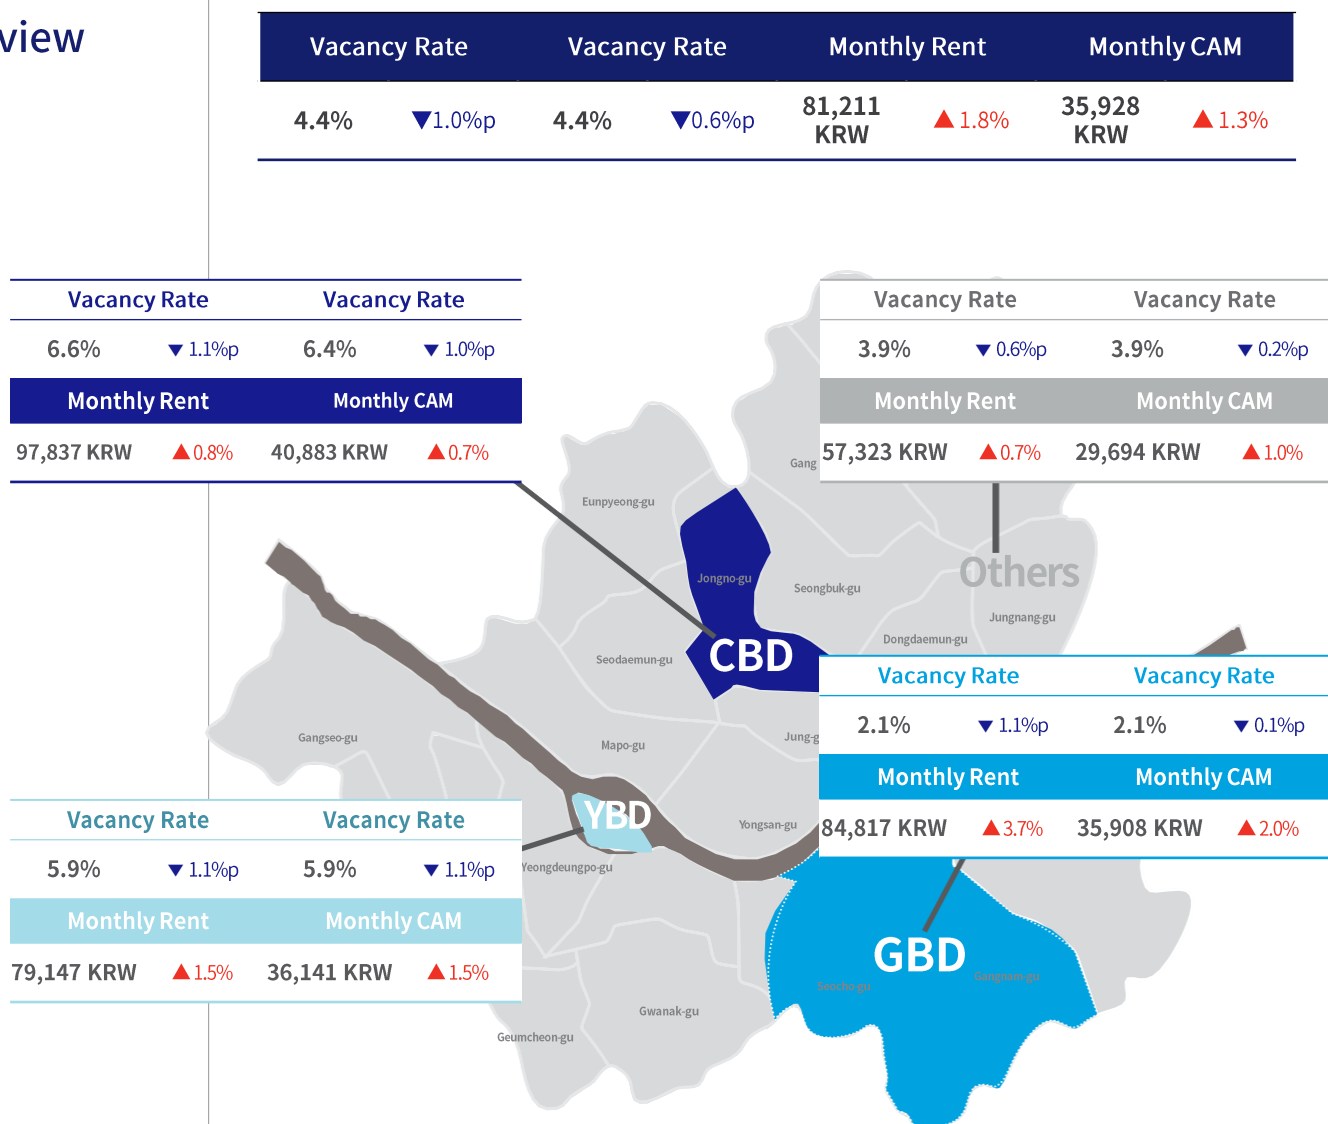 view
Vacancy Rate Vacancy Rate Monthly Rent Monthly CAM
4.4% ▼1.0%p 4.4% ▼0.6%p 81,211 KRW ▲1.8% 35,928 KRW ▲1.3%
Vacancy Rate Vacancy Rate
6.6% ▼1.1%p 6.4% ▼1.0%p
Monthly Rent Monthly CAM
97,837 KRW ▲0.8% 40,883 KRW ▲0.7%
Vacancy Rate Vacancy Rate
3.9% ▼0.6%p 3.9% ▼0.2%p
Monthly Rent Monthly CAM
57,323 KRW ▲0.7% 29,694 KRW ▲1.0%
Gang
Eunpyeong-gu
Jongno-gu
Others
Seongbuk-gu
Jungnang-gu
Dongdaemun-gu
Seodaemun-gu
CBD
Vacancy Rate Vacancy Rate
2.1% ▼1.1%p 2.1% ▼0.1%p
Monthly Rent Monthly CAM
84,817 KRW ▲3.7% 35,908 KRW ▲2.0%
Gangseo-gu
Mapo-gu
Jung-g
YBD
Yongsan-gu
Vacancy Rate Vacancy Rate
5.9% ▼1.1%p 5.9% ▼1.1%p
Monthly Rent Monthly CAM
79,147 KRW ▲1.5% 36,141 KRW ▲1.5%
Yeongdeungpo-gu
GBD
Gangnam-gu
Seocho-gu
Gwanak-gu
Geumcheon-gu